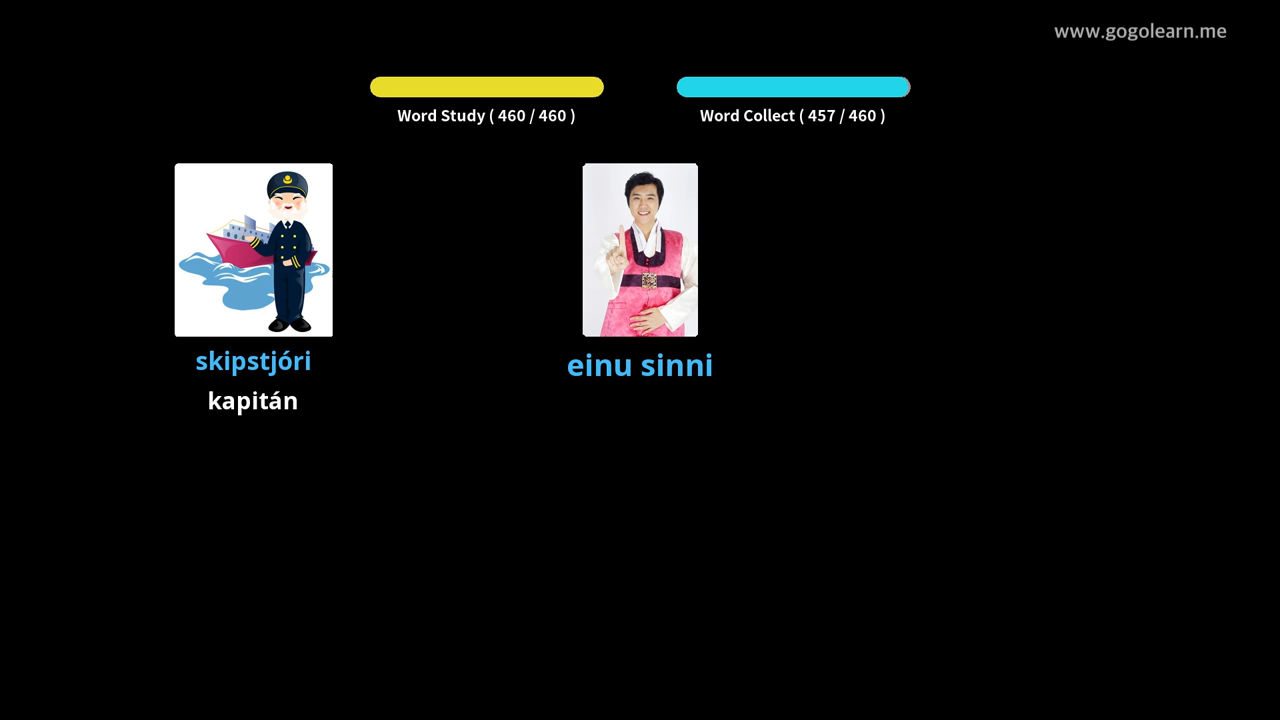 www.gogolearn.me
Word Study ( 460 / 460 )
Word Collect ( 457 / 460 )
skipstjóri
kapitán
einu sinni